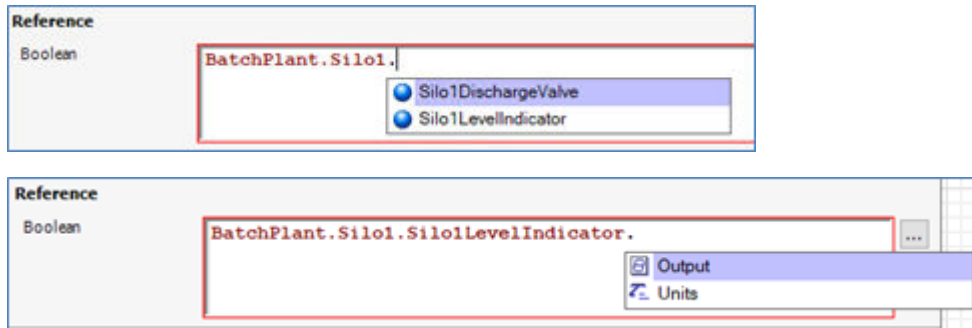 Reference
Boolean
BatchPlant.Silo1.
Silo1DischargeValve
Silo1LevelIndicator
Reference
Boolean
BatchPlant.Silo1.Silo1LevelIndicator.
...
Output
Units